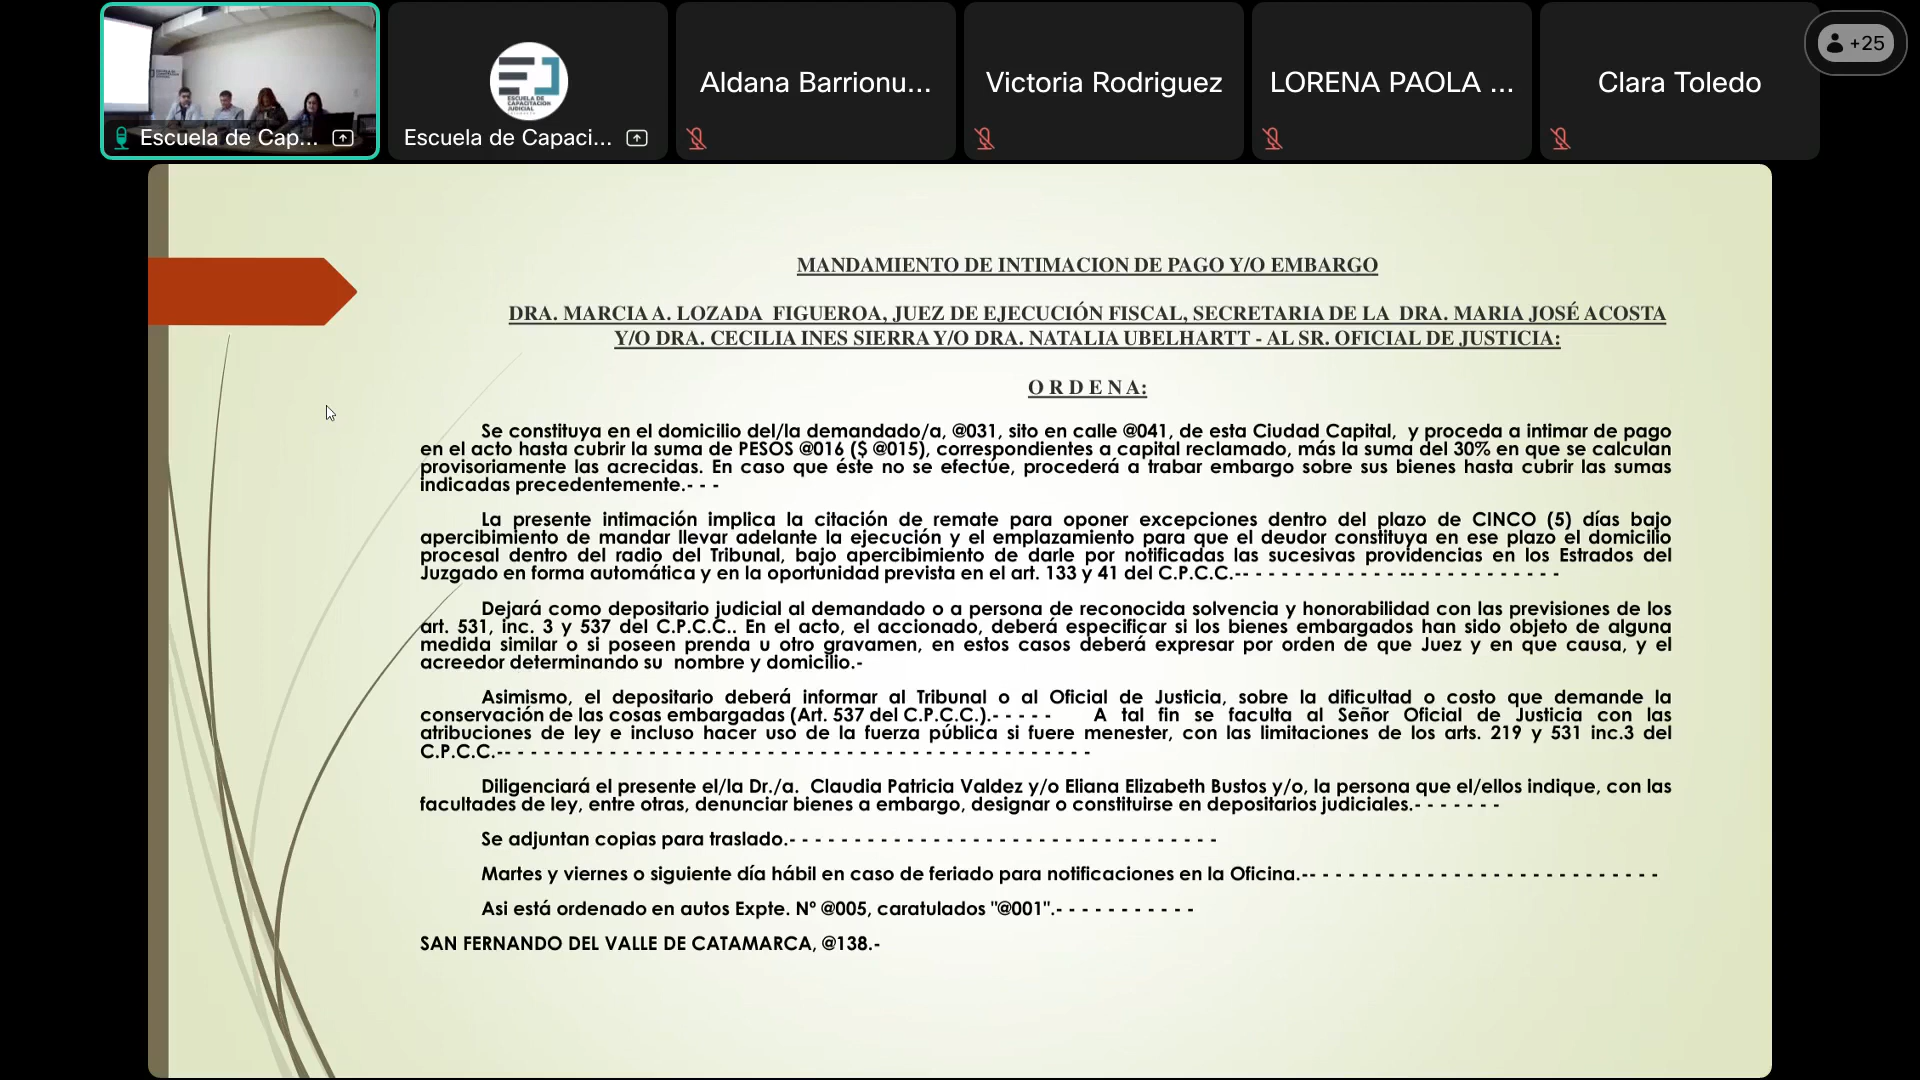 Escuela de Cap...
ESCUELA DE
CAPACITACION
JUDICIAL
Escuela de Capaci...
Aldana Barrionu...
Victoria Rodriguez
LORENA PAOLA ...
Clara Toledo
+25
MANDAMIENTO DE INTIMACION DE PAGO Y/O EMBARGO
DRA. MARCIA A. LOZADA FIGUEROA, JUEZ DE EJECUCIÓN FISCAL, SECRETARIA DE LA DRA. MARIA JOSÉ ACOSTA
Y/O DRA. CECILIA INES SIERRA Y/O DRA. NATALIA UBELHARTT - AL SR. OFICIAL DE JUSTICIA:
O R D E N A:
Se constituya en el domicilio del/la demandado/a, @031, sito en calle @041, de esta Ciudad Capital, y proceda a intimar de pago
en el acto hasta cubrir la suma de PESOS @016 ($ @015), correspondientes a capital reclamado, más la suma del 30% en que se calculan
provisoriamente las acrecidas. En caso que éste no se efectúe, procederá a trabar embargo sobre sus bienes hasta cubrir las sumas
indicadas precedentemente.- - -
La presente intimación implica la citación de remate para oponer excepciones dentro del plazo de CINCO (5) días bajo
apercibimiento de mandar llevar adelante la ejecución y el emplazamiento para que el deudor constituya en ese plazo el domicilio
procesal dentro del radio del Tribunal, bajo apercibimiento de darle por notificadas las sucesivas providencias en los Estrados del
Juzgado en forma automática y en la oportunidad prevista en el art. 133 y 41 del C.P.C.C.-- - - - - - - - - - - - -- - - - - - - - - - - -
Dejará como depositario judicial al demandado o a persona de reconocida solvencia y honorabilidad con las previsiones de los
art. 531, inc. 3 y 537 del C.P.C.C.. En el acto, el accionado, deberá especificar si los bienes embargados han sido objeto de alguna
medida similar o si poseen prenda u otro gravamen, en estos casos deberá expresar por orden de que Juez y en que causa, y el
acreedor determinando su nombre y domicilio.-
Asimismo, el depositario deberá informar al Tribunal o al Oficial de Justicia, sobre la dificultad o costo que demande la
conservación de las cosas embargadas (Art. 537 del C.P.C.C.).- - - - - A tal fin se faculta al Señor Oficial de Justicia con las
atribuciones de ley e incluso hacer uso de la fuerza pública si fuere menester, con las limitaciones de los arts. 219 y 531 inc.3 del
C.P.C.C.-- - - - - - - - - - - - - - - - - - - - - - - - - - - - - - - - - - - - - - - - - - - -
Diligenciará el presente el/la Dr./a. Claudia Patricia Valdez y/o Eliana Elizabeth Bustos y/o, la persona que el/ellos indique, con las
facultades de ley, entre otras, denunciar bienes a embargo, designar o constituirse en depositarios judiciales.- - - - - - -
Se adjuntan copias para traslado.- - - - - - - - - - - - - - - - - - - - - - - - - - - - - - - -
Martes y viernes o siguiente día hábil en caso de feriado para notificaciones en la Oficina.-- - - - - - - - - - - - - - - - - - - - - - - - - -
Asi está ordenado en autos Expte. Nº @005, caratulados "@001".- - - - - - - - - - -
SAN FERNANDO DEL VALLE DE CATAMARCA, @138.-